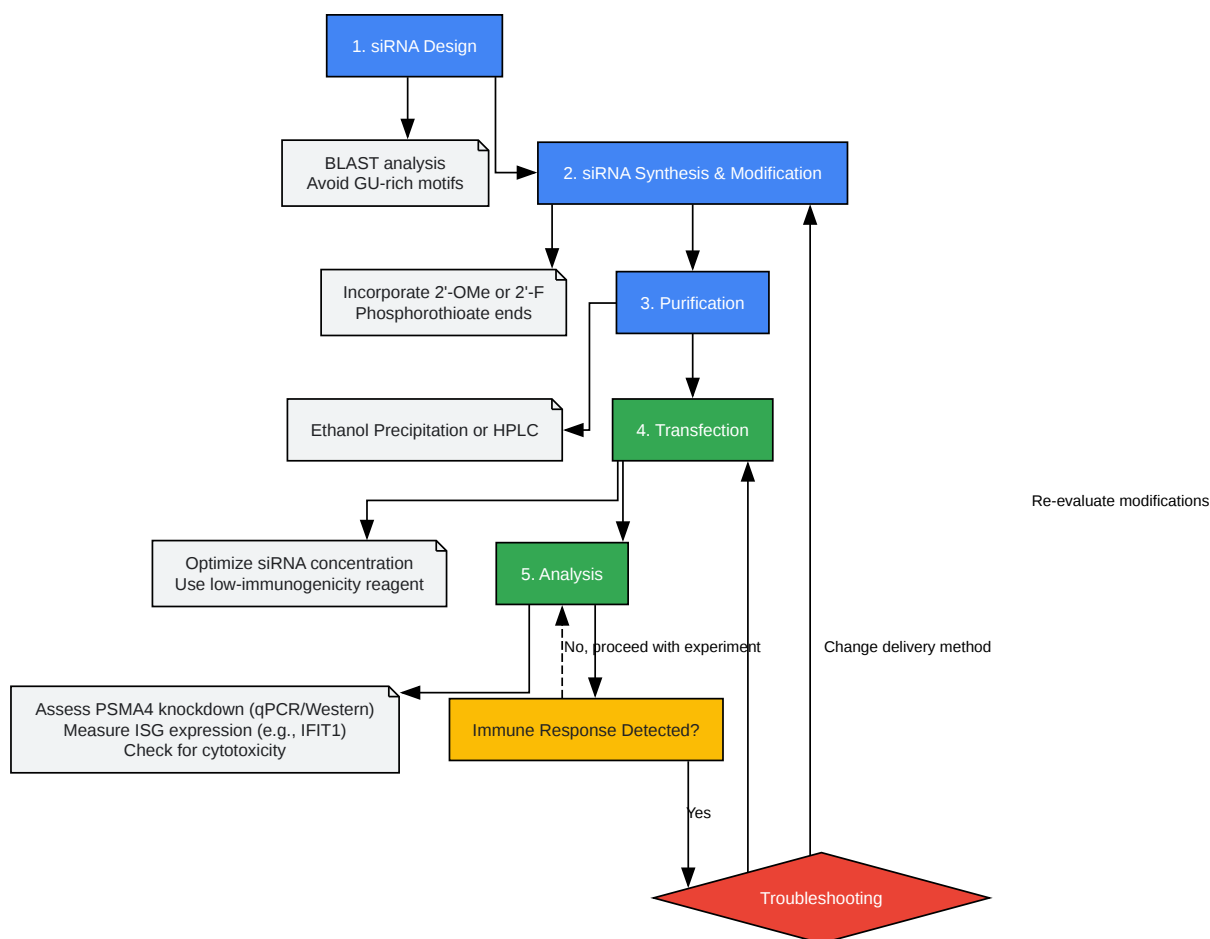 1. siRNA Design
BLAST analysis
Avoid GU-rich motifs
2. siRNA Synthesis & Modification
Incorporate 2'-OMe or 2'-F
Phosphorothioate ends
3. Purification
Ethanol Precipitation or HPLC
4. Transfection
Re-evaluate modifications
Optimize siRNA concentration
Use low-immunogenicity reagent
5. Analysis
No, proceed with experiment
Change delivery method
Assess PSMA4 knockdown (qPCR/Western)
Measure ISG expression (e.g., IFIT1)
Check for cytotoxicity
Immune Response Detected?
Yes
Troubleshooting